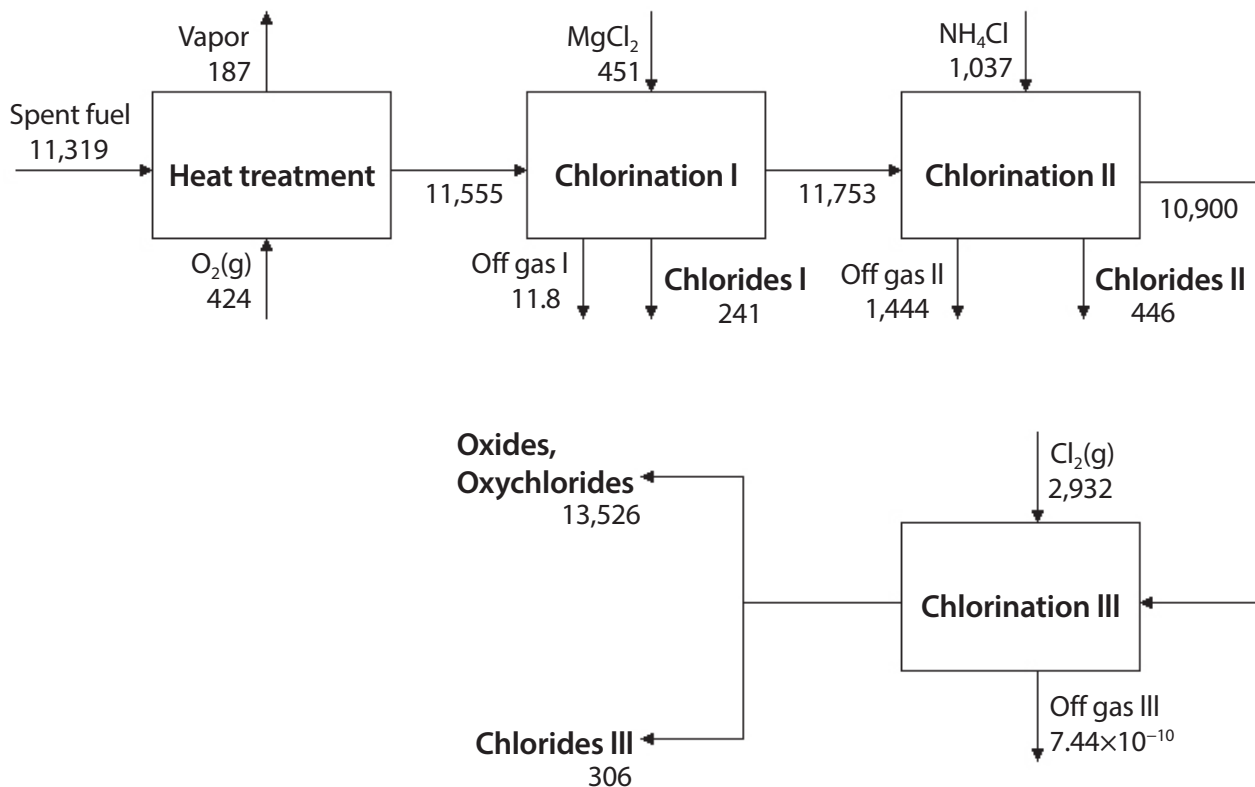 Vapor
187
MgCl₂
451
NH₄Cl
1,037
Spent fuel
11,319
Heat treatment
11,555
Chlorination I
11,753
Chlorination II
10,900
O₂(g)
424
Off gas I
11.8
Chlorides I
241
Off gas II
1,444
Chlorides II
446
Oxides,
Oxychlorides
13,526
Cl₂(g)
2,932
Chlorination III
Chlorides III
306
Off gas III
7.44×10⁻¹⁰